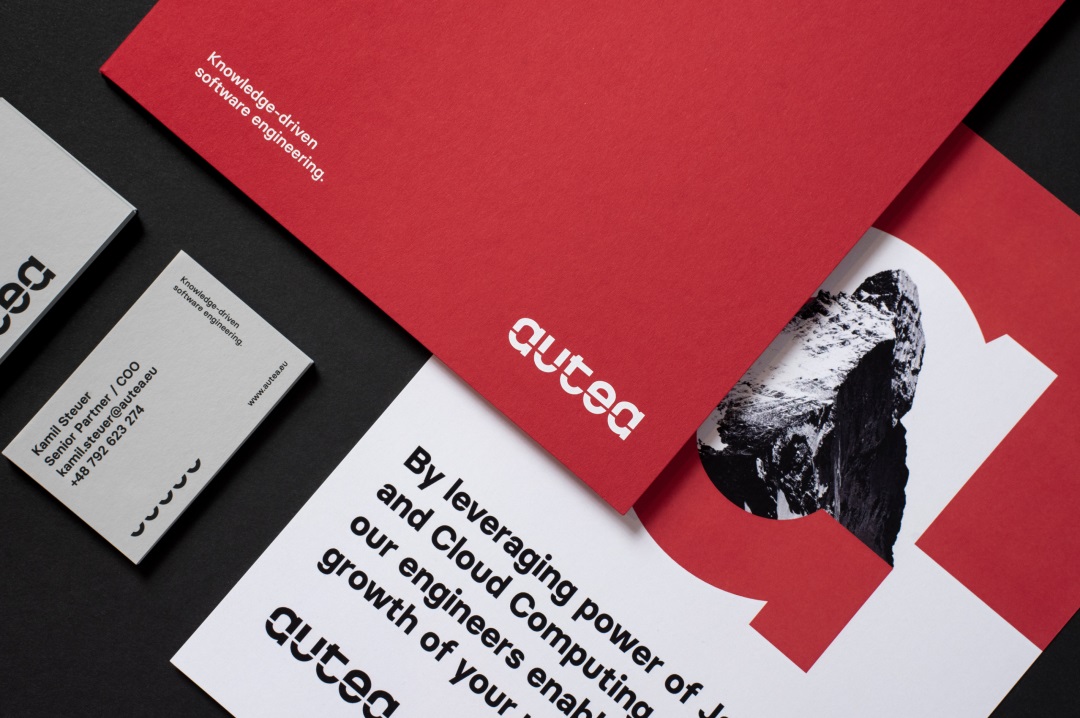 Knowledge-driven
software engineering.
autea
Knowledge-driven
software engineering.
www.autea.eu
Kamil Steuer
Senior Partner / COO
kamil.steuer@autea.eu
+48 792 623 274
By leveraging power of
and Cloud Computing
our engineers
growth of your
autea